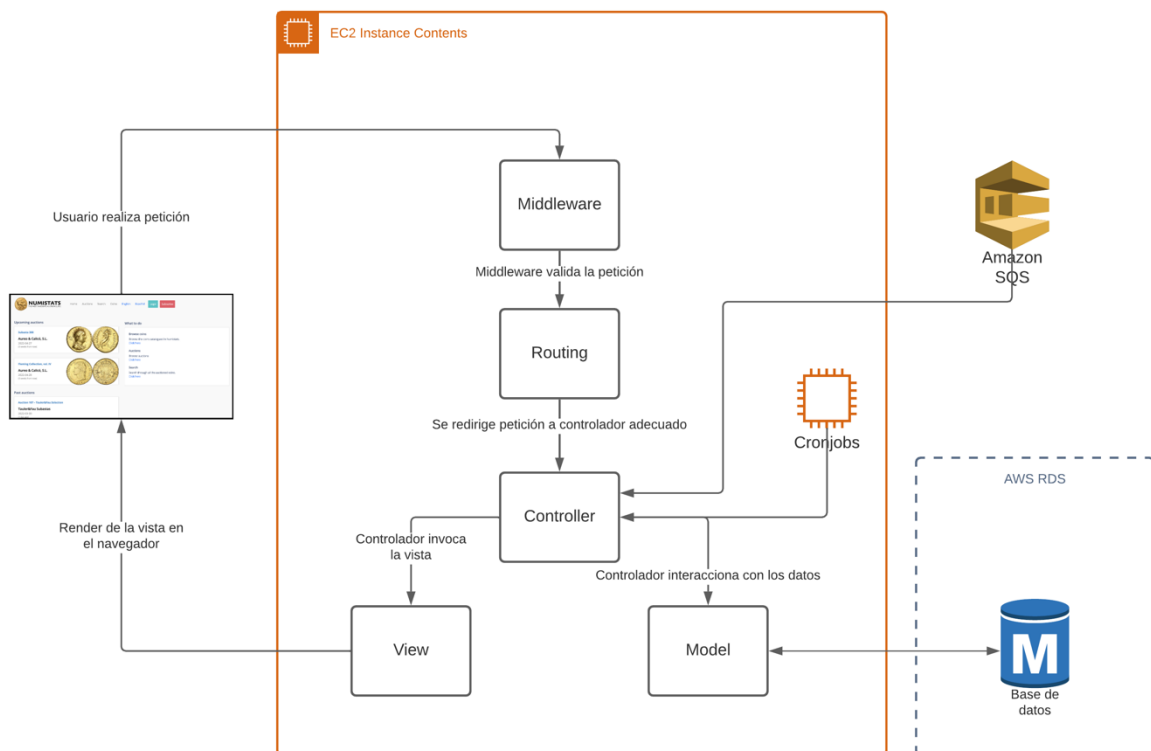 EC2 Instance Contents
Middleware
Usuario realiza petición
Middleware valida la petición
Amazon
SQS
NUMISTATS
Upcoming auctions
Routing
Se redirige petición a controlador adecuado
Cronjobs
AWS RDS
Controller
Render de la vista en
el navegador
Controlador invoca
la vista
Controlador interacciona con los datos
View
Model
M
Base de
datos